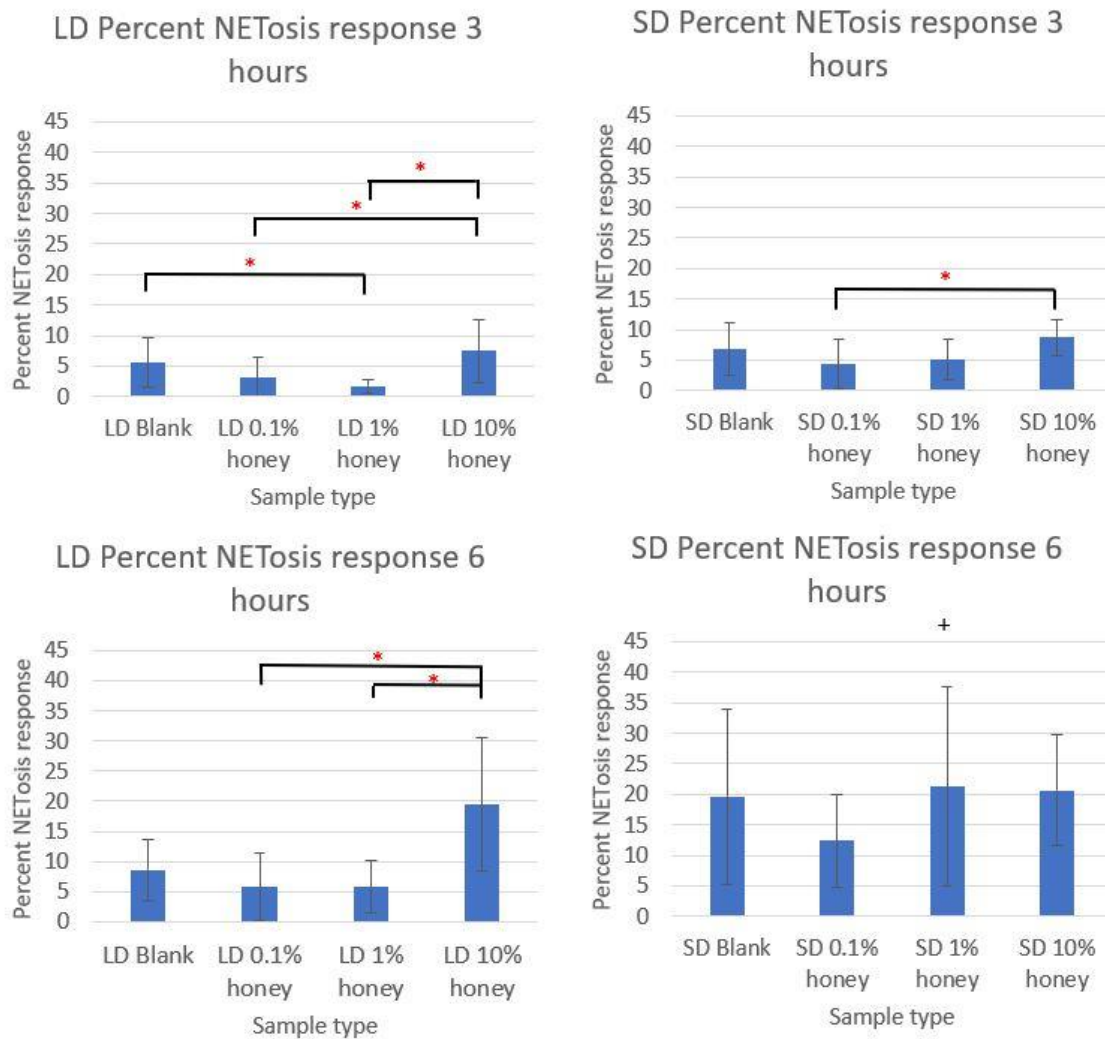 LD Percent NETosis response 3
hours
Percent NETosis response
45
40
35
30
25
20
15
10
5
0
*
*
*
LD Blank
LD 0.1%
honey
LD 1%
honey
LD 10%
honey
Sample type
SD Percent NETosis response 3
hours
Percent NETosis response
45
40
35
30
25
20
15
10
5
0
*
SD Blank
SD 0.1%
honey
SD 1%
honey
SD 10%
honey
Sample type
LD Percent NETosis response 6
hours
Percent NETosis response
45
40
35
30
25
20
15
10
5
0
*
*
LD Blank
LD 0.1%
honey
LD 1%
honey
LD 10%
honey
Sample type
SD Percent NETosis response 6
hours
+
Percent NETosis response
45
40
35
30
25
20
15
10
5
0
SD Blank
SD 0.1%
honey
SD 1%
honey
SD 10%
honey
Sample type